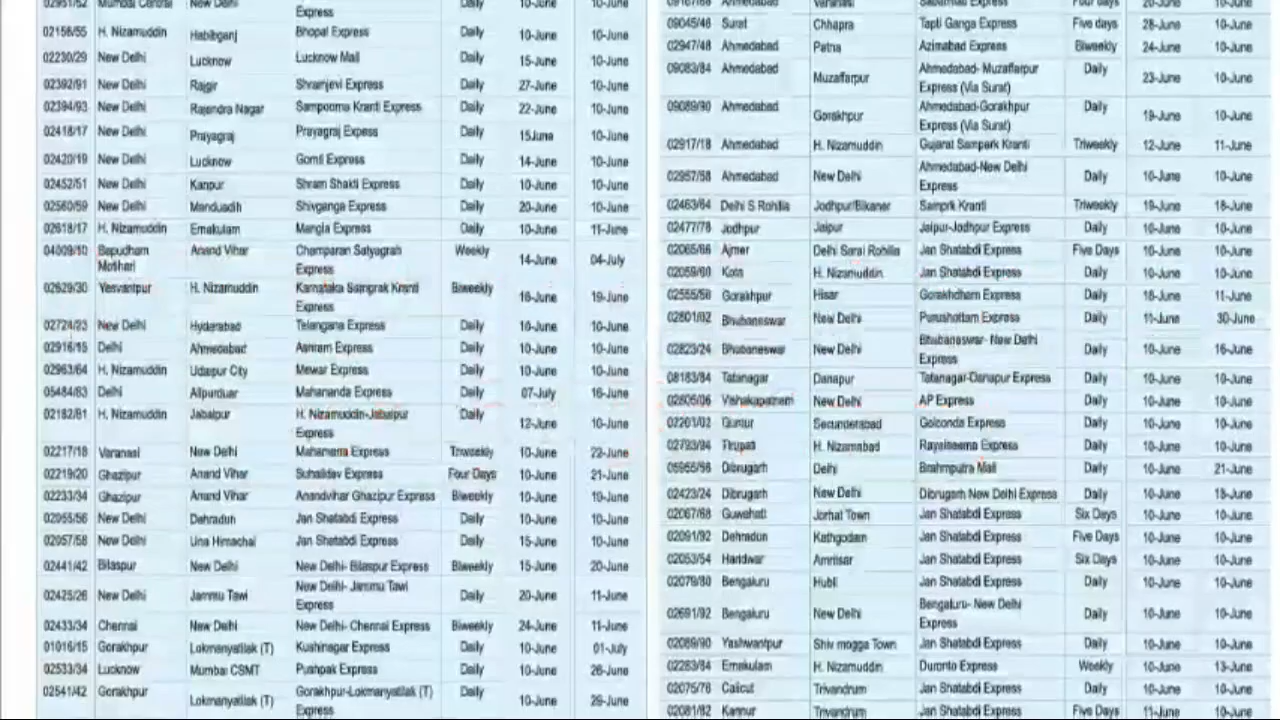 02951/52 Mumbai Central New Delhi Express Daily 10-June 10-June
02156/55 H. Nizamuddin Habibganj Bhopal Express Daily 10-June 10-June
02230/29 New Delhi Lucknow Lucknow Mail Daily 15-June 10-June
02392/91 New Delhi Rajgir Shramjevi Express Daily 27-June 10-June
02394/93 New Delhi Rajendra Nagar Sampoorna Kranti Express Daily 22-June 10-June
02418/17 New Delhi Prayagraj Prayagraj Expess Daily 15June 10-June
02420/19 New Delhi Lucknow Gomti Express Daily 14-June 10-June
02452/51 New Delhi Kanpur Shram Shakti Express Daily 10-June 10-June
02560/59 New Delhi Manduadih Shivganga Express Daily 20-June 10-June
02618/17 H. Nizamuddin Ernakulam Mangla Express Daily 10-June 11-June
04009/10 Bapudham Anand Vihar Champaran Satyagrah Weekly 14-June 04-July
Motihari Express
02629/30 Yesvantpur H. Nizamuddin Karnataka Kranti Biweekly 16-June 19-June
Express
02724/23 New Delhi Hyderabad Telangana Express Daily 10-June 10-June
02916/15 Delhi Ahmedabad Ashram Express Daily 10-June 10-June
02963/64 H. Nizamuddin Udaipur City Mewar Express Daily 10-June 10-June
05484/83 Delhi Alipurduar Mahananda Express Daily 07-July 16-June
02182/81 H. Nizamuddin Jabalpur H. Nizamuddin-Jabalpur Daily 12-June 10-June
Express
02217/18 Varanasi New Delhi Mahamana Express Triweekly 10-June 22-June
02219/20 Ghazipur Anand Vihar Suhaildev Express Four Days 10-June 21-June
02233/34 Ghazipur Anand Vihar Anandvihar Ghazipur Express Biweekly 10-June 10-June
02055/56 New Delhi Dehradun Jan Shatabdi Express Daily 10-June 10-June
02057/58 New Delhi Una Himachal Jan Shatabdi Express Daily 15-June 10-June
02441/42 Bilaspur New Delhi New Delhi- Bilaspur Express Biweekly 15-June 20-June
02425/26 New Delhi Jammu Tawi New Delhi- Jammu Tawi Daily 20-June 11-June
Express
02433/34 Chennai New Delhi New Delhi- Chennai Express Biweekly 24-June 11-June
01016/15 Gorakhpur Lokmanyatilak (T) Kushinagar Express Daily 10-June 01-July
02533/34 Lucknow Mumbai CSMT Pushpak Express Daily 10-June 26-June
02541/42 Gorakhpur Lokmanyatilak (T) Gorakhpur-Lokmanyatilak (T) Daily 10-June
Express
Ahmedabad Varanasi Sabarmati Express 10-June
09045/46 Surat Chhapra Tapti Ganga Express Five days 28-June 10-June
02947/48 Ahmedabad Patna Azimabad Express Biweekly 24-June 10-June
09083/84 Ahmedabad Muzaffarpur Ahmedabad- Muzaffarpur Daily 23-June 10-June
Express (Via Surat)
09089/90 Ahmedabad Gorakhpur Ahmedabad-Gorakhpur Daily 19-June 10-June
Express (Via Surat)
02917/18 Ahmedabad H. Nizamuddin Gujarat Sampark Kranti Triweekly 12-June 11-June
02957/58 Ahmedabad New Delhi Ahmedabad-New Delhi Daily 10-June 10-June
Express
02463/64 Delhi S Rohilla Jodhpur/Bikaner Samprk Kranti Triweekly 19-June 18-June
02477/78 Jodhpur Jaipur Jaipur-Jodhpur Express Daily 10-June 10-June
02065/66 Ajmer Delhi Sarai Rohilla Jan Shatabdi Express Five Days 10-June 10-June
02059/60 Kota H. Nizamuddin Jan Shatabdi Express Daily 10-June 10-June
02555/56 Gorakhpur Hisar Gorakhdham Express Daily 11-June
02801/02 Bhubaneswar New Delhi Purushottam Express Daily 11-June 30-June
02823/24 Bhubaneswar New Delhi Bhubaneswar- New Delhi Daily 10-June 16-June
Express
08183/84 Tatanagar Danapur Tatanagar-Danapur Express Daily 10-June 10-June
02805/06 Vishakapatnam New Delhi AP Express Daily 10-June 10-June
02201/02 Guntur Secunderabad Golconda Express Daily 10-June 10-June
02793/94 Tirupati H. Nizamabad Rayalseema Express Daily 10-June 10-June
05955/56 Dibrugarh Delhi Brahmputra Mail Daily 10-June 21-June
02423/24 Dibrugarh New Delhi Dibrugarh New Delhi Express Daily 10-June
02067/68 Guwahati Jorhat Town Jan Shatabdi Express Six Days 10-June 10-June
02091/92 Dehradun Kathgodam Jan Shatabdi Express Five Days 10-June 10-June
02053/54 Haridwar Amritsar Jan Shatabdi Express Six Days 10-June 10-June
02079/80 Bengaluru Hubli Jan Shatabdi Express Daily 10-June 10-June
02691/92 Bengaluru New Delhi Bengaluru- New Delhi Daily 10-June 10-June
Express
02089/90 Yashwantpur Shiv mogga Town Jan Shatabdi Express Daily 10-June 10-June
02283/84 Ernakulam H. Nizamuddin Duronto Express Weekly 10-June 13-June
02075/76 Calicut Trivandrum Jan Shatabdi Express Daily 10-June 10-June
02081/82 Kannur Trivandrum Jan Shatabdi Express Five Days 11-June 10-June